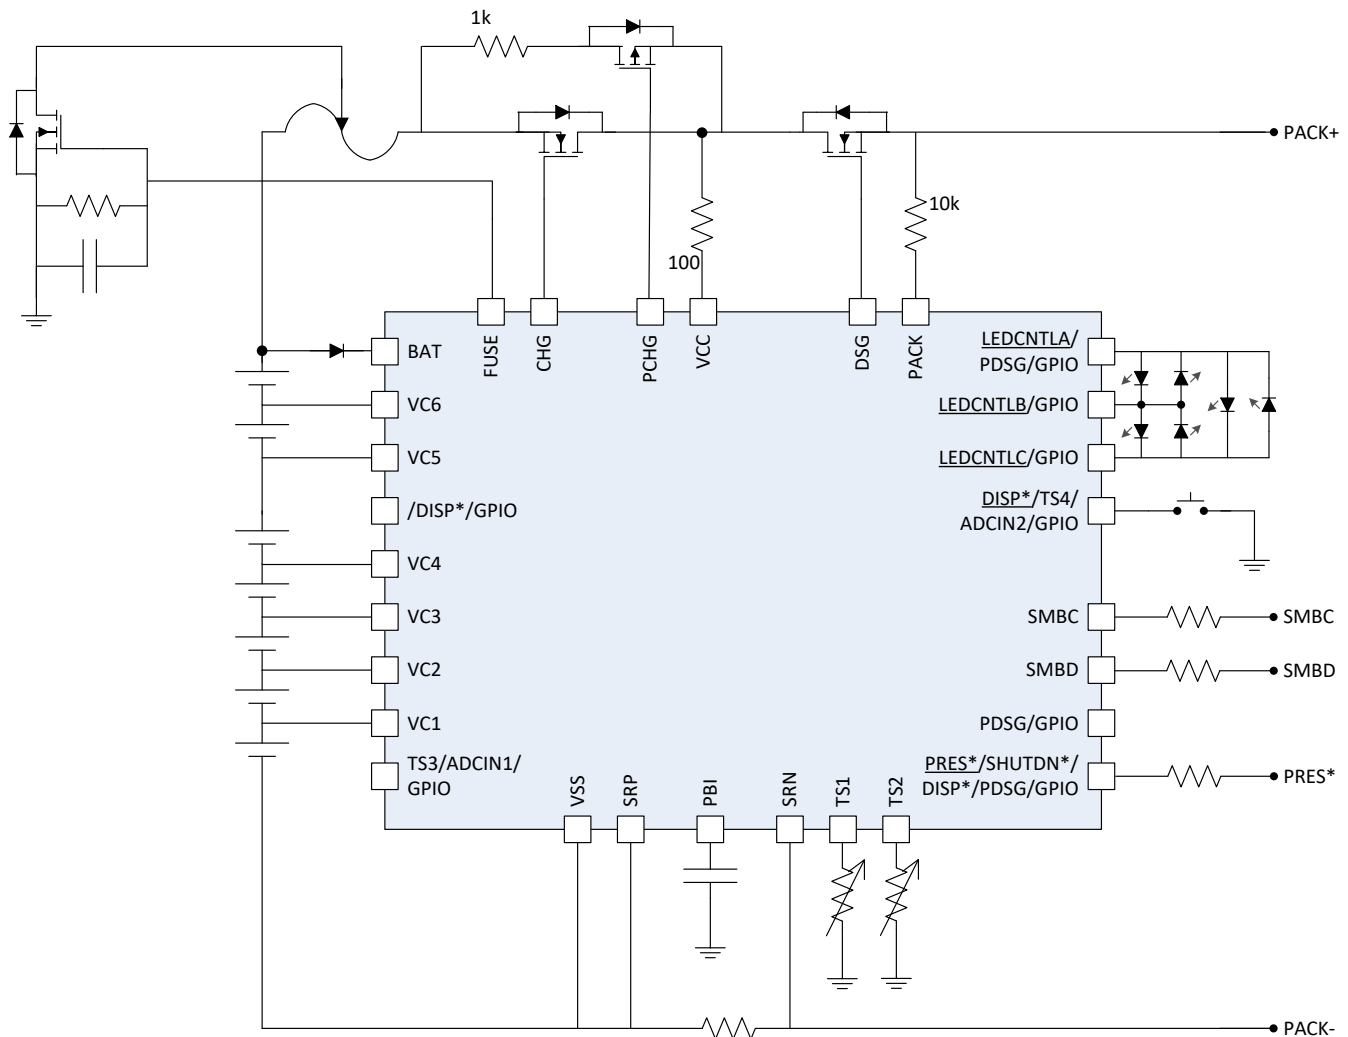 1k
PACK+
10k
100
FUSE
CHG
PCHG
VCC
DSG
PACK
BAT
VC6
VC5
/DISP*/GPIO
VC4
VC3
VC2
VC1
TS3/ADCIN1/
GPIO
LEDCNTLA/
PDSG/GPIO
LEDCNTLB/GPIO
LEDCNTLC/GPIO
DISP*/TS4/
ADCIN2/GPIO
SMBC
SMBC
SMBD
SMBD
PDSG/GPIO
PRES*/SHUTDN*/
DISP*/PDSG/GPIO
PRES*
VSS
SRP
PBI
SRN
TS1
TS2
PACK-